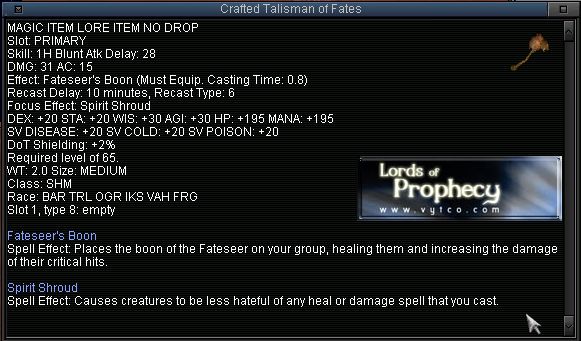 Crafted Talisman of Fates
MAGIC ITEM LORE ITEM NO DROP
Slot: PRIMARY
Skill: 1H Blunt Atk Delay: 28
DMG: 31 AC: 15
Effect: Fateseer's Boon (Must Equip. Casting Time: 0.8)
Recast Delay: 10 minutes, Recast Type: 6
Focus Effect: Spirit Shroud
DEX: +20 STA: +20 WIS: +30 AGI: +30 HP: +195 MANA: +195
SV DISEASE: +20 SV COLD: +20 SV POISON: +20
DoT Shielding: +2%
Required level of 65.
WT: 2.0 Size: MEDIUM
Class: SHM
Race: BAR TRL OGR IKS VAH FRG
Slot 1, type 8: empty
Lords of
Prophecy
www.vytco.com
Fateseer's Boon
Spell Effect: Places the boon of the Fateseer on your group, healing them and increasing the damage
of their critical hits.
Spirit Shroud
Spell Effect: Causes creatures to be less hateful of any heal or damage spell that you cast.